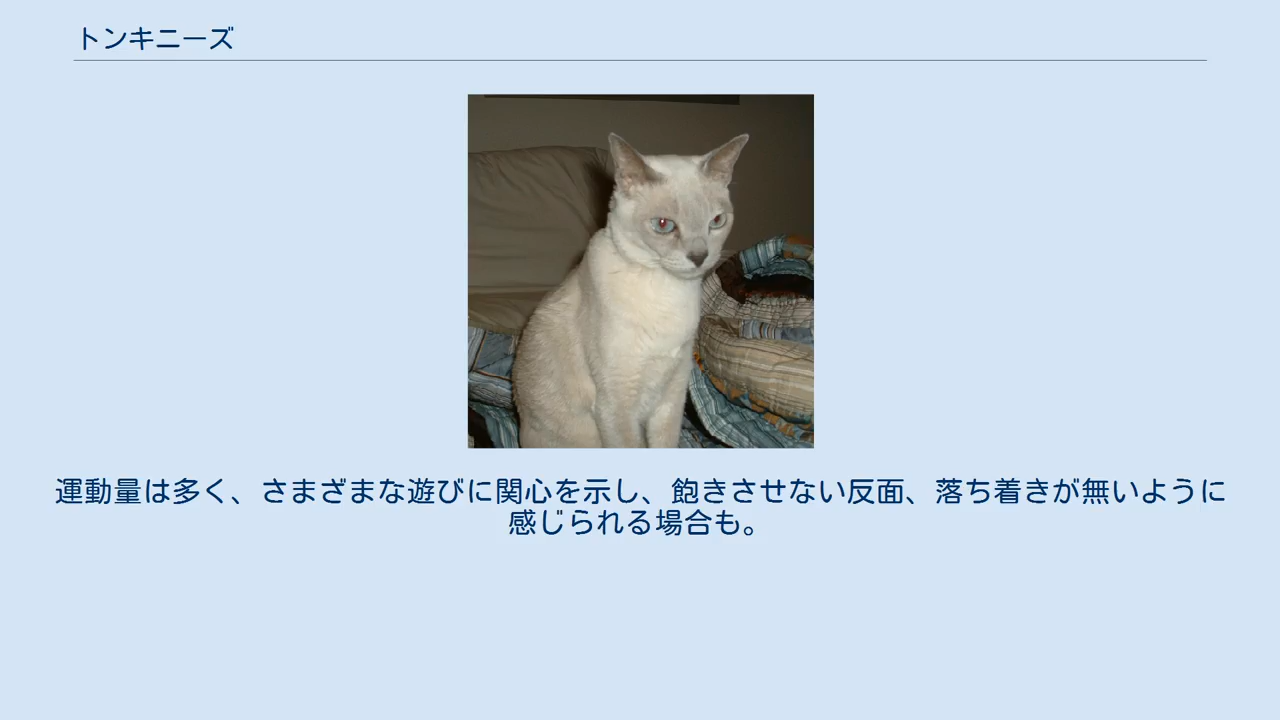 トンキニーズ
運動量は多く、さまざまな遊びに関心を示し、飽きさせない反面、落ち着きが無いように
感じられる場合も。